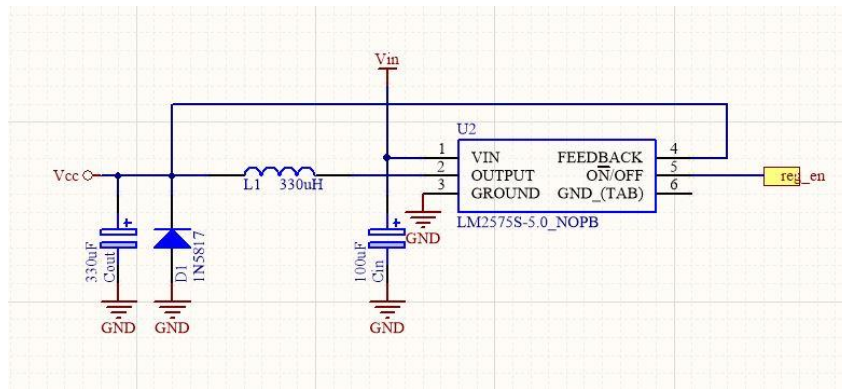 Vin
U2
1 VIN FEEDBACK 4
2 OUTPUT ON/OFF 5
3 GROUND GND_(TAB) 6
LM2575S-5.0_NOPB
reg_en
Vcc
L1 330uH
GND
330uF
Cout
D1
1N5817
100uF
Cin
+
+
GND
GND
GND